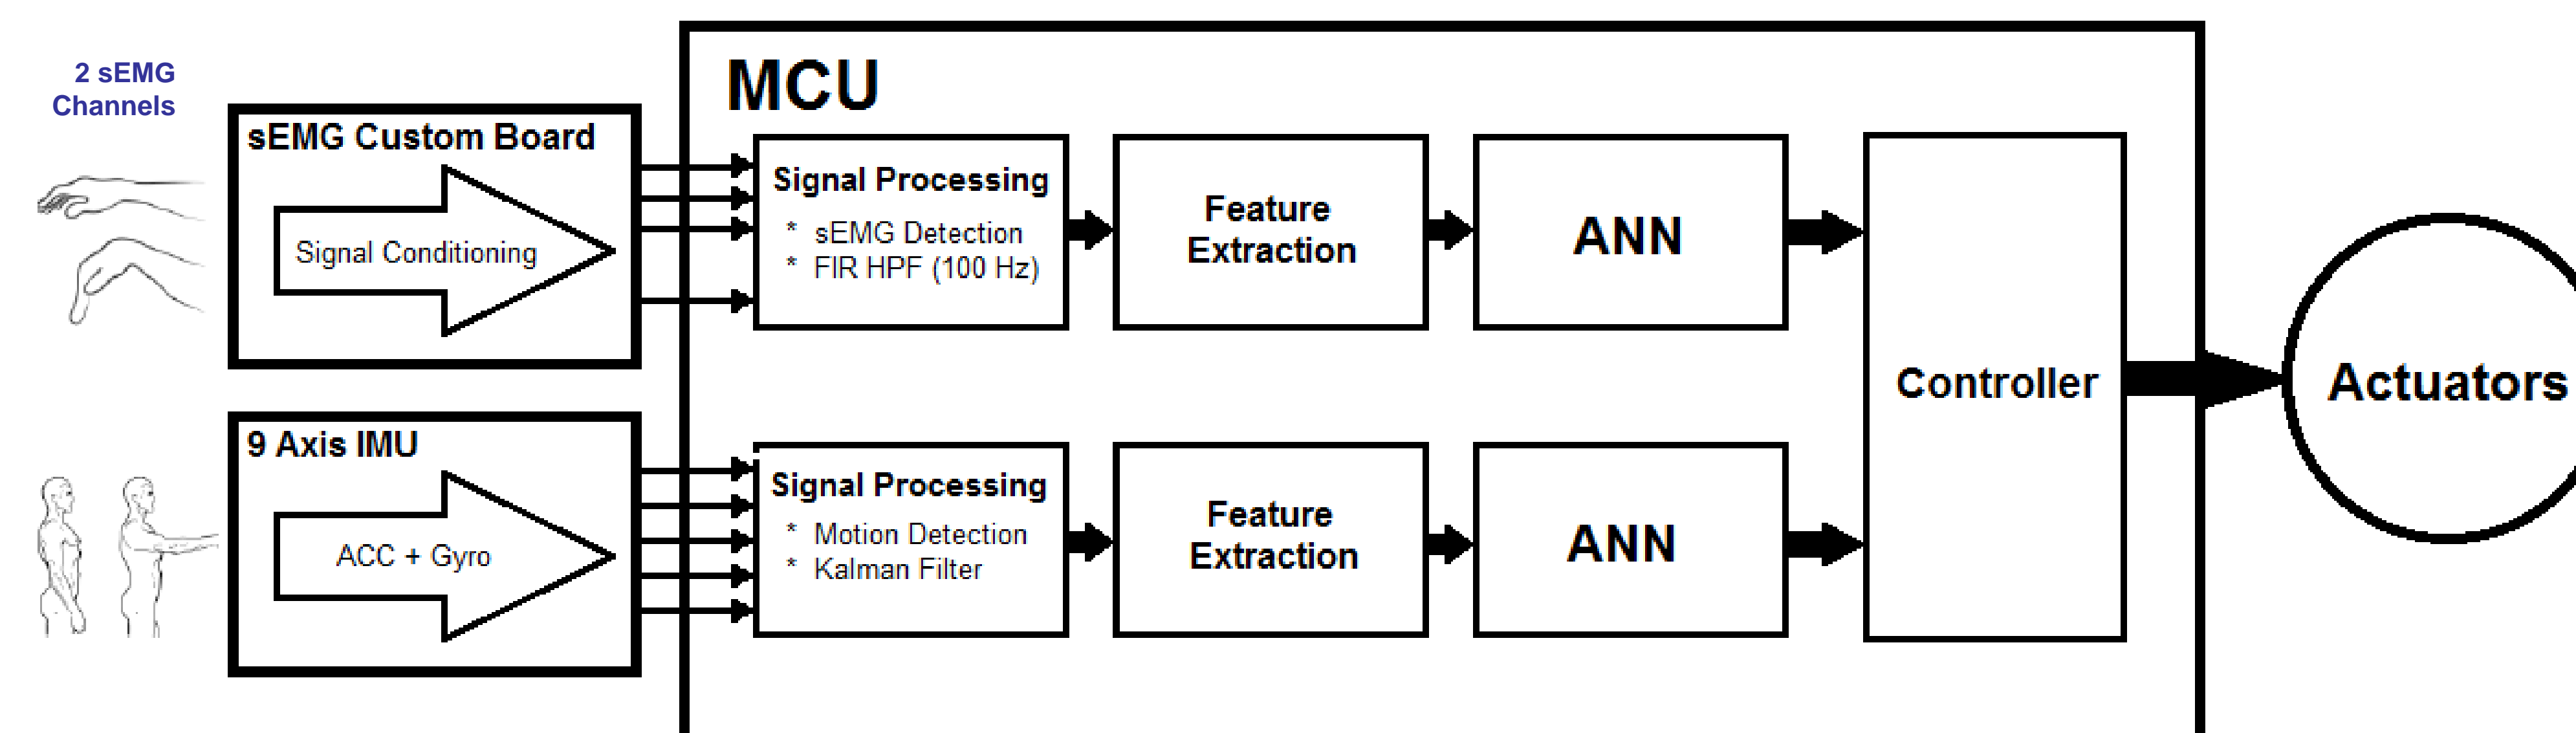 2 sEMG
Channels
MCU
sEMG Custom Board
Signal Conditioning
Signal Processing
* sEMG Detection
* FIR HPF (100 Hz)
Feature
Extraction
ANN
Controller
Actuators
9 Axis IMU
ACC + Gyro
Signal Processing
* Motion Detection
* Kalman Filter
Feature
Extraction
ANN